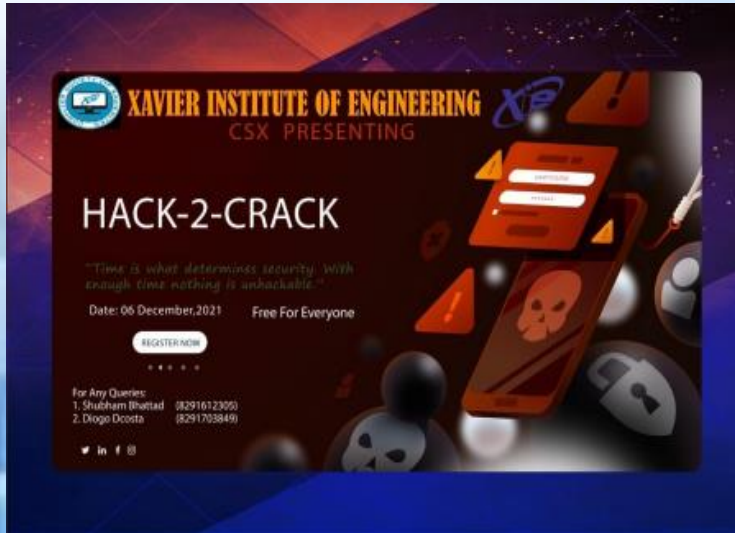 XAVIER INSTITUTE OF ENGINEERING
Xie
CSX PRESENTING
HACK-2-CRACK
"Time is what determines security. With
enough time nothing is unhackable."
Date: 06 December,2021 Free For Everyone
REGISTER NOW
For Any Queries:
1. Shubham Bhattad (8291612305)
2. Diogo Dcosta (8291703849)